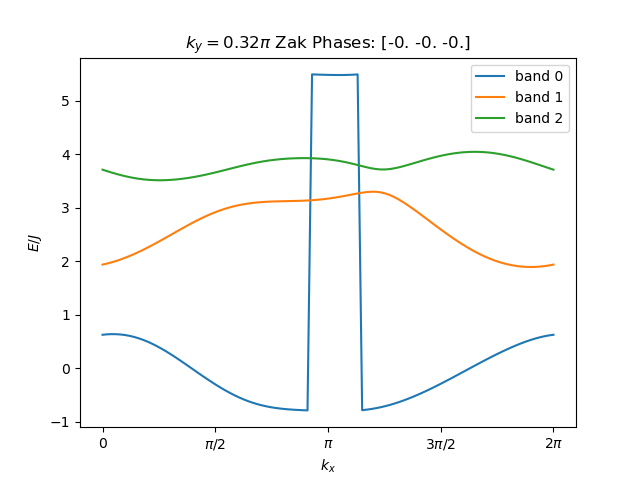 k_y = 0.32π Zak Phases: [-0. -0. -0.]
band 0
band 1
band 2
E/J
5
4
3
2
1
0
−1
0
π/2
π
3π/2
2π
k_x